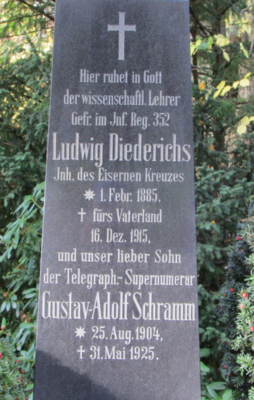 Hier ruhet in Gott
der wissenschaftl. Lehrer
Gefr. im Inf. Reg. 352
Ludwig Diederichs
Inh. des Eisernen Kreuzes
✷ 1. Febr. 1885.
† fürs Vaterland
16. Dez. 1915,
und unser lieber Sohn
der Telegraph.-Supernumerar
Gustav-Adolf Schramm
✷ 25. Aug. 1904,
† 31. Mai 1925.